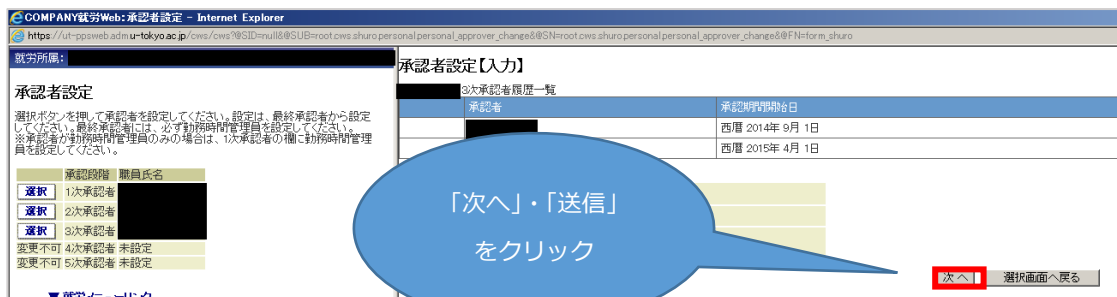 COMPANY就労Web:承認者設定 - Internet Explorer
https://ut-ppsweb.adm.u-tokyo.ac.jp/cws/cws?@SID=null&@SUB=root.cws.shuro.personal.personal_approver_change&@SN=root.cws.shuro.personal.personal_approver_change&@FN=form_shuro
就労所属:
承認者設定
選択ボタンを押して承認者を設定してください。設定は、最終承認者から設定
してください。最終承認者には、必ず勤務時間管理員を設定してください。
※承認者が勤務時間管理員のみの場合は、1次承認者の欄に勤務時間管理
員を設定してください。
承認段階 職員氏名
選択 1次承認者
選択 2次承認者
選択 3次承認者
変更不可 4次承認者 未設定
変更不可 5次承認者 未設定
▼就労メニューリンク
承認者設定【入力】
3次承認者履歴一覧
承認者 承認期間開始日
西暦 2014年 9月 1日
西暦 2015年 4月 1日
「次へ」・「送信」
をクリック
次へ 選択画面へ戻る